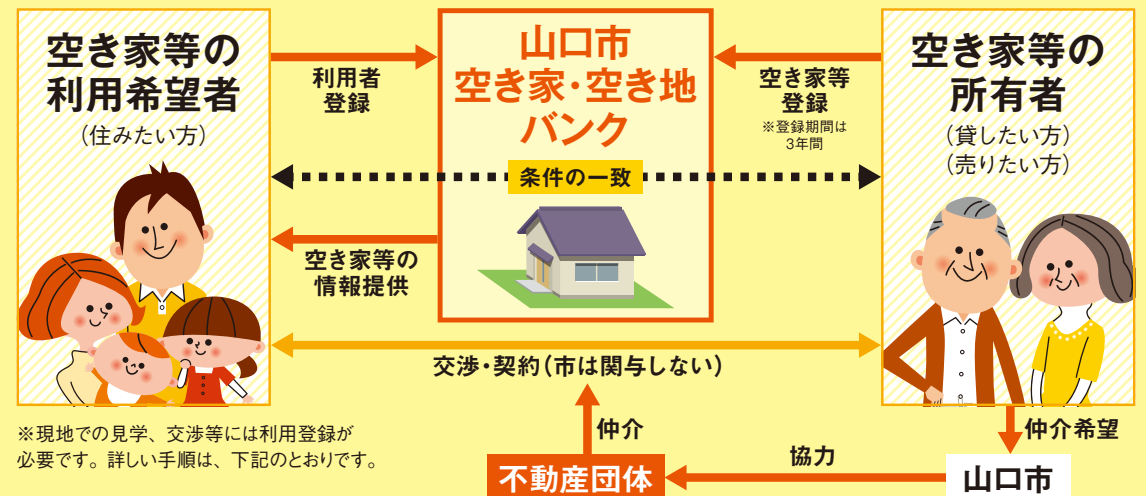 空き家等の
利用希望者
(住みたい方)
利用者
登録
山口市
空き家・空き地
バンク
空き家等
登録
※登録期間は
3年間
空き家等の
所有者
(貸したい方)
(売りたい方)
条件の一致
空き家等の
情報提供
交渉・契約(市は関与しない)
仲介
仲介希望
※現地での見学、交渉等には利用登録が
必要です。詳しい手順は、下記のとおりです。
不動産団体
協力
山口市